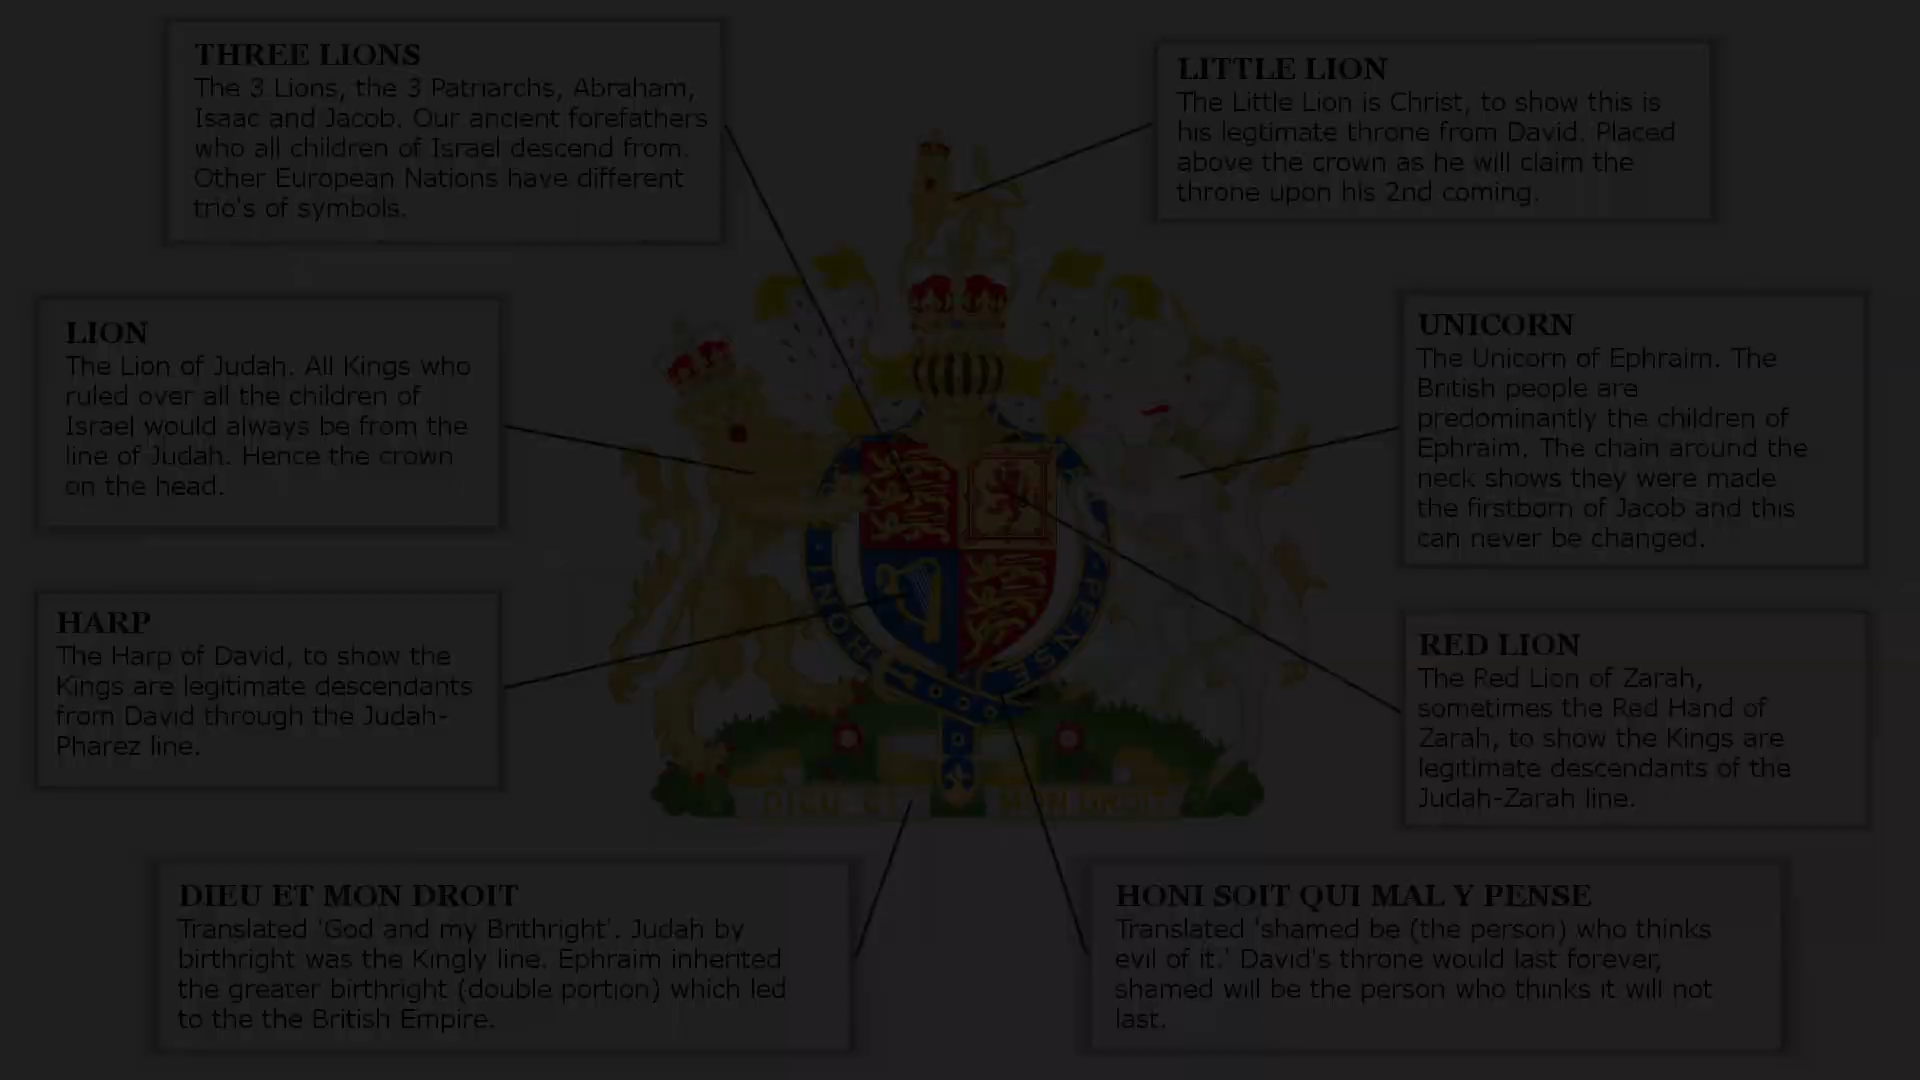 THREE LIONS
The 3 Lions, the 3 Patriarchs, Abraham,
Isaac and Jacob. Our ancient forefathers
who all children of Israel descend from.
Other European Nations have different
trio's of symbols.
LITTLE LION
The Little Lion is Christ, to show this is
his legtimate throne from David. Placed
above the crown as he will claim the
throne upon his 2nd coming.
LION
The Lion of Judah. All Kings who
ruled over all the children of
Israel would always be from the
line of Judah. Hence the crown
on the head.
UNICORN
The Unicorn of Ephraim. The
British people are
predominantly the children of
Ephraim. The chain around the
neck shows they were made
the firstborn of Jacob and this
can never be changed.
HARP
The Harp of David, to show the
Kings are legitimate descendants
from David through the Judah-
Pharez line.
RED LION
The Red Lion of Zarah,
sometimes the Red Hand of
Zarah, to show the Kings are
legitimate descendants of the
Judah-Zarah line.
HONI
PENSE
DIEU ET MON DROIT
DIEU ET MON DROIT
Translated 'God and my Brithright'. Judah by
birthright was the Kingly line. Ephraim inherited
the greater birthright (double portion) which led
to the the British Empire.
HONI SOIT QUI MAL Y PENSE
Translated 'shamed be (the person) who thinks
evil of it.' David's throne would last forever,
shamed will be the person who thinks it will not
last.